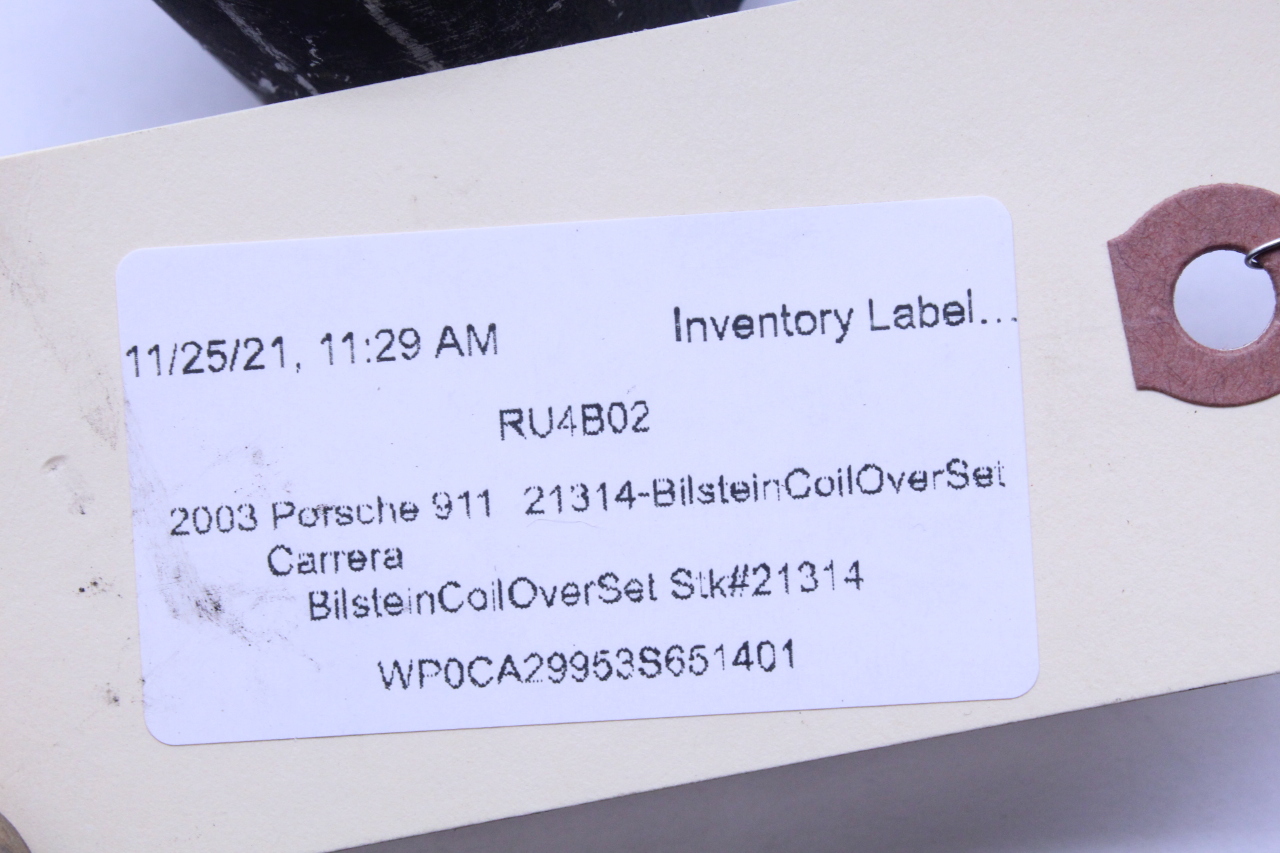 11/25/21, 11:29 AM Inventory Label...
RU4B02
2003 Porsche 911 21314-BilsteinCoilOverSet
Carrera
BilsteinCoilOverSet Stk#21314
WP0CA29953S651401